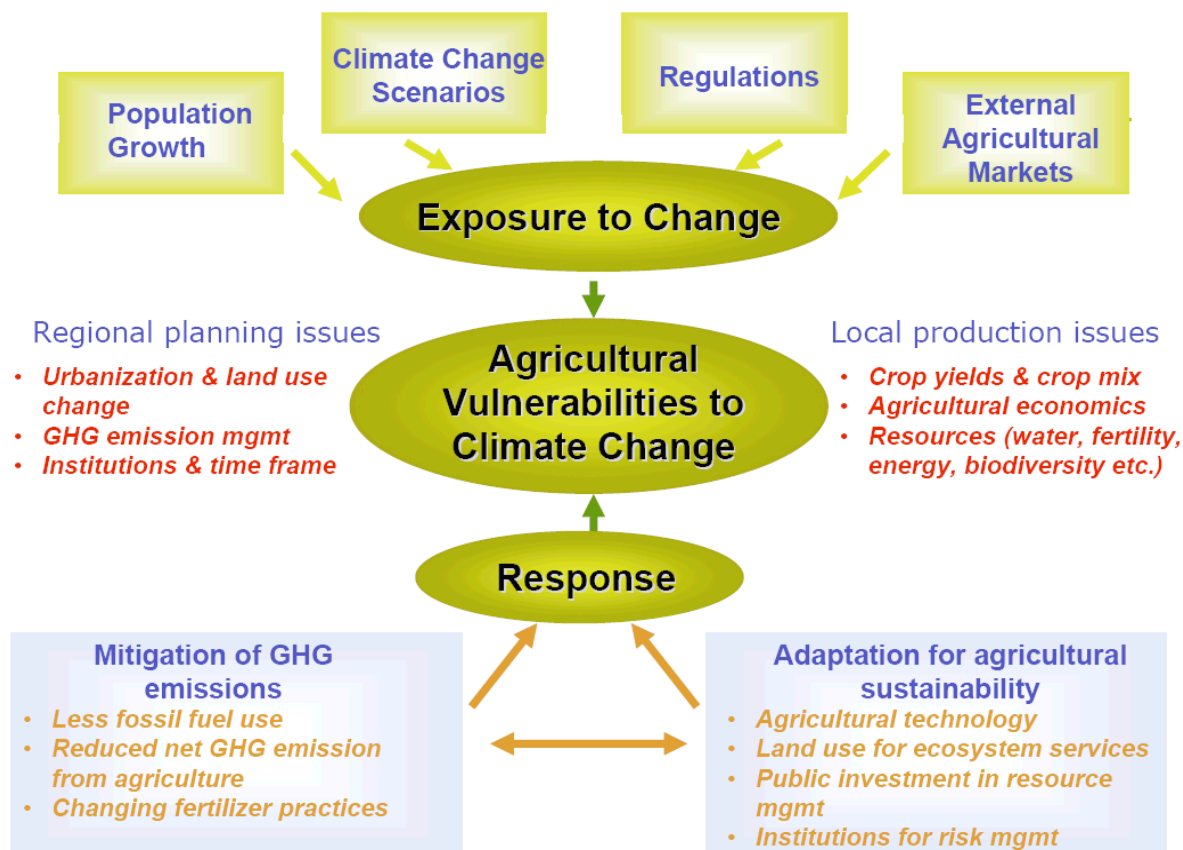 Climate Change
Scenarios
Regulations
Population
Growth
External
Agricultural
Markets
Exposure to Change
Regional planning issues
• Urbanization & land use
change
• GHG emission mgmt
• Institutions & time frame
Agricultural
Vulnerabilities to
Climate Change
Local production issues
• Crop yields & crop mix
• Agricultural economics
• Resources (water, fertility,
energy, biodiversity etc.)
Response
Mitigation of GHG
emissions
• Less fossil fuel use
• Reduced net GHG emission
from agriculture
• Changing fertilizer practices
Adaptation for agricultural
sustainability
• Agricultural technology
• Land use for ecosystem services
• Public investment in resource
mgmt
• Institutions for risk mgmt